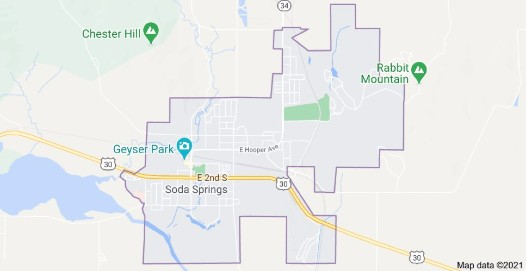 34
Chester Hill
Rabbit
Mountain
E Hooper Ave
Geyser Park
30
E 2nd S
30
Soda Springs
30
Map data ©2021